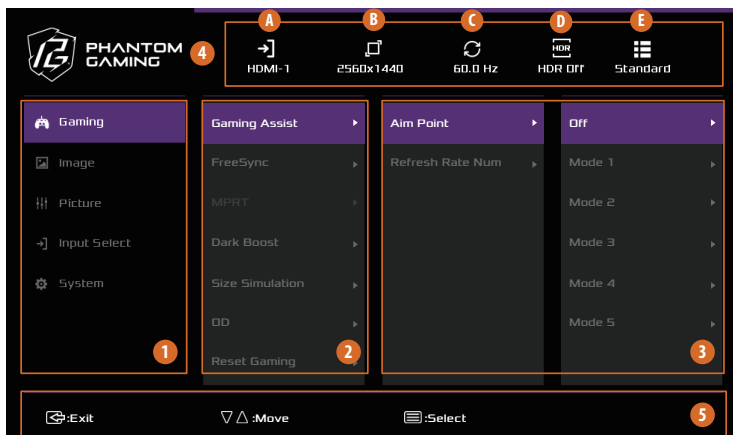 A B C D E
PHANTOM
GAMING
4
HDR
HDMI-1 2560x1440 60.0 Hz HDR Off Standard
Gaming Gaming Assist Aim Point Off
Image FreeSync Refresh Rate Num Mode 1
Picture MPRT Mode 2
Input Select Dark Boost Mode 3
System Size Simulation Mode 4
OD Mode 5
Reset Gaming
1 2 3
:Exit :Move :Select 5